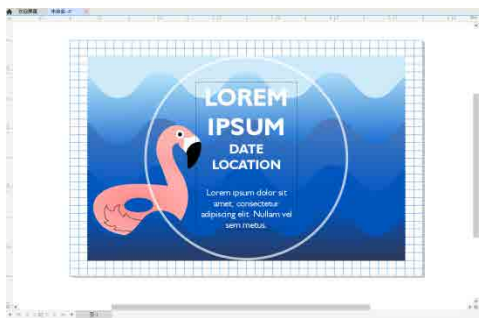 LOREM
IPSUM
DATE
LOCATION
Lorem ipsum dolor sit
amet, consectetur
adipiscing elit. Nullam vel
sem metus.